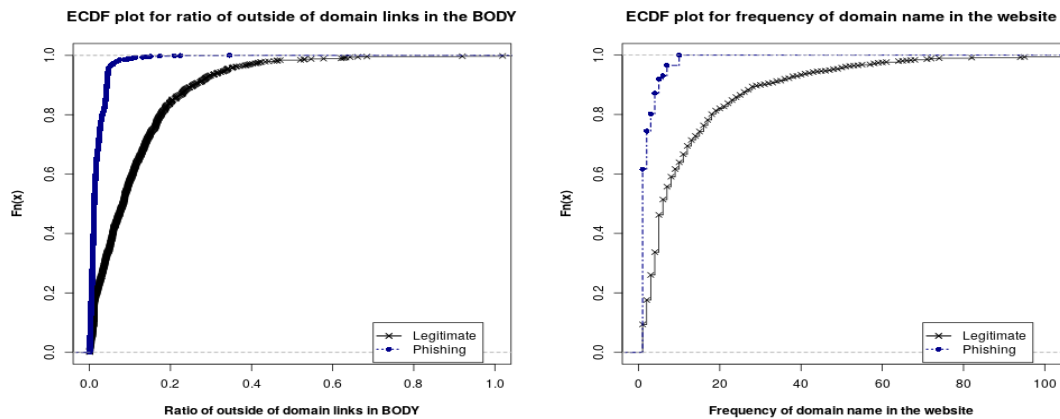 ECDF plot for ratio of outside of domain links in the BODY
Fn(x)
1.0
0.8
0.6
0.4
0.2
0.0
Legitimate
Phishing
0.0 0.2 0.4 0.6 0.8 1.0
Ratio of outside of domain links in BODY
ECDF plot for frequency of domain name in the website
Fn(x)
1.0
0.8
0.6
0.4
0.2
0.0
Legitimate
Phishing
0 20 40 60 80 100
Frequency of domain name in the website